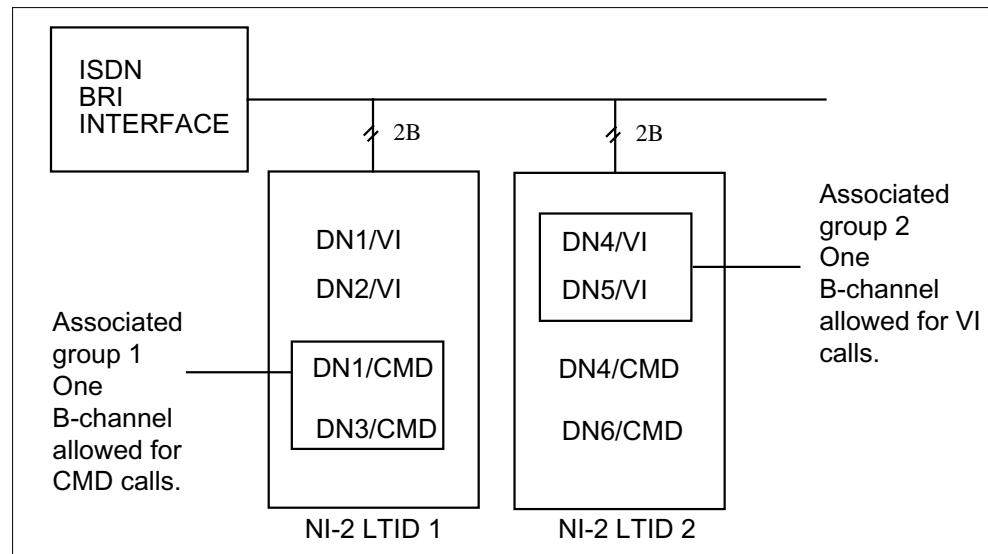 ISDN
BRI
INTERFACE
2B
2B
DN1/VI
DN2/VI
DN1/CMD
DN3/CMD
Associated
group 1
One
B-channel
allowed for
CMD calls.
NI-2 LTID 1
DN4/VI
DN5/VI
DN4/CMD
DN6/CMD
NI-2 LTID 2
Associated
group 2
One
B-channel
allowed for VI
calls.